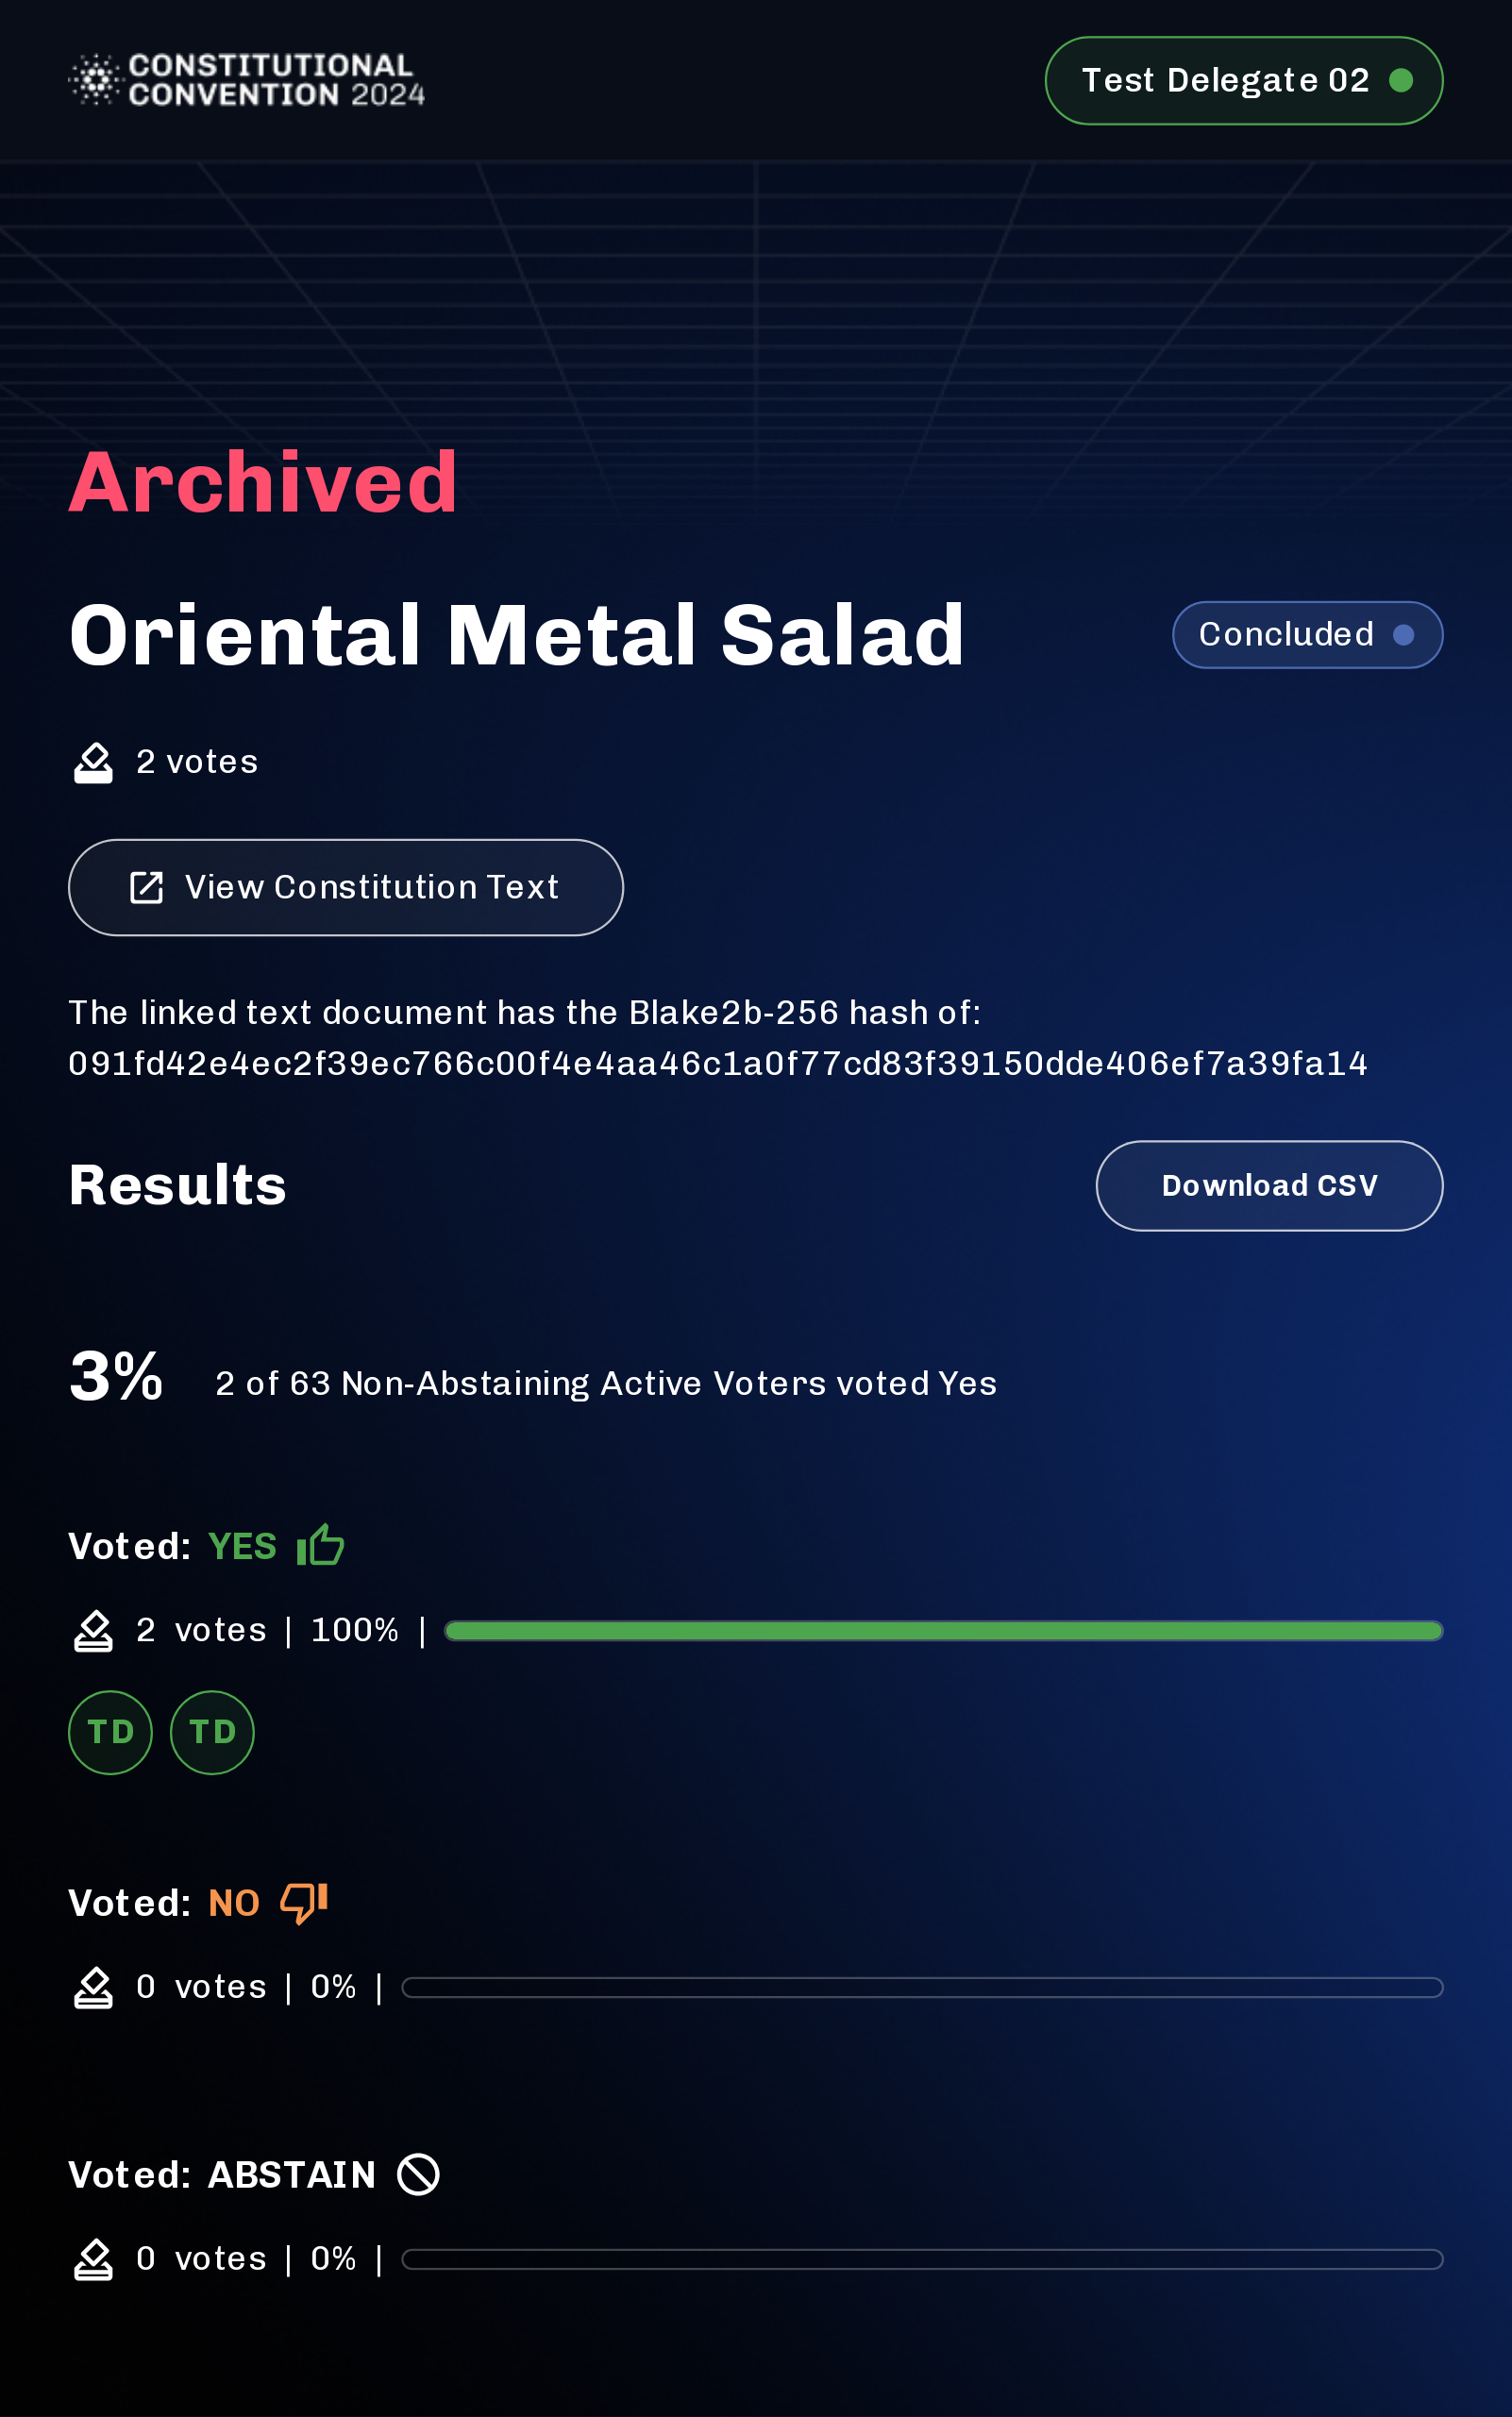 CONSTITUTIONAL
CONVENTION 2024
Test Delegate 02
Archived
Oriental Metal Salad
Concluded
2 votes
View Constitution Text
The linked text document has the Blake2b-256 hash of:
091fd42e4ec2f39ec766c00f4e4aa46c1a0f77cd83f39150dde406ef7a39fa14
Results
Download CSV
3%
2 of 63 Non-Abstaining Active Voters voted Yes
Voted: YES
2 votes | 100% |
TD TD
Voted: NO
0 votes | 0% |
Voted: ABSTAIN
0 votes | 0% |